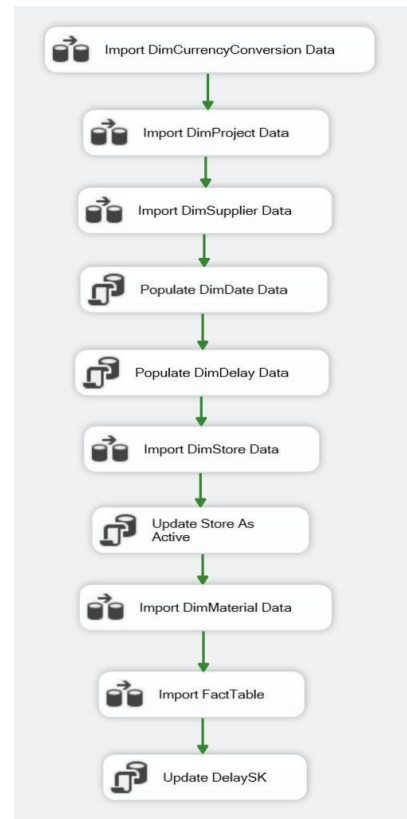 Import DimCurrencyConversion Data
Import DimProject Data
Import DimSupplier Data
Populate DimDate Data
Populate DimDelay Data
Import DimStore Data
Update Store As
Active
Import DimMaterial Data
Import FactTable
Update DelaySK